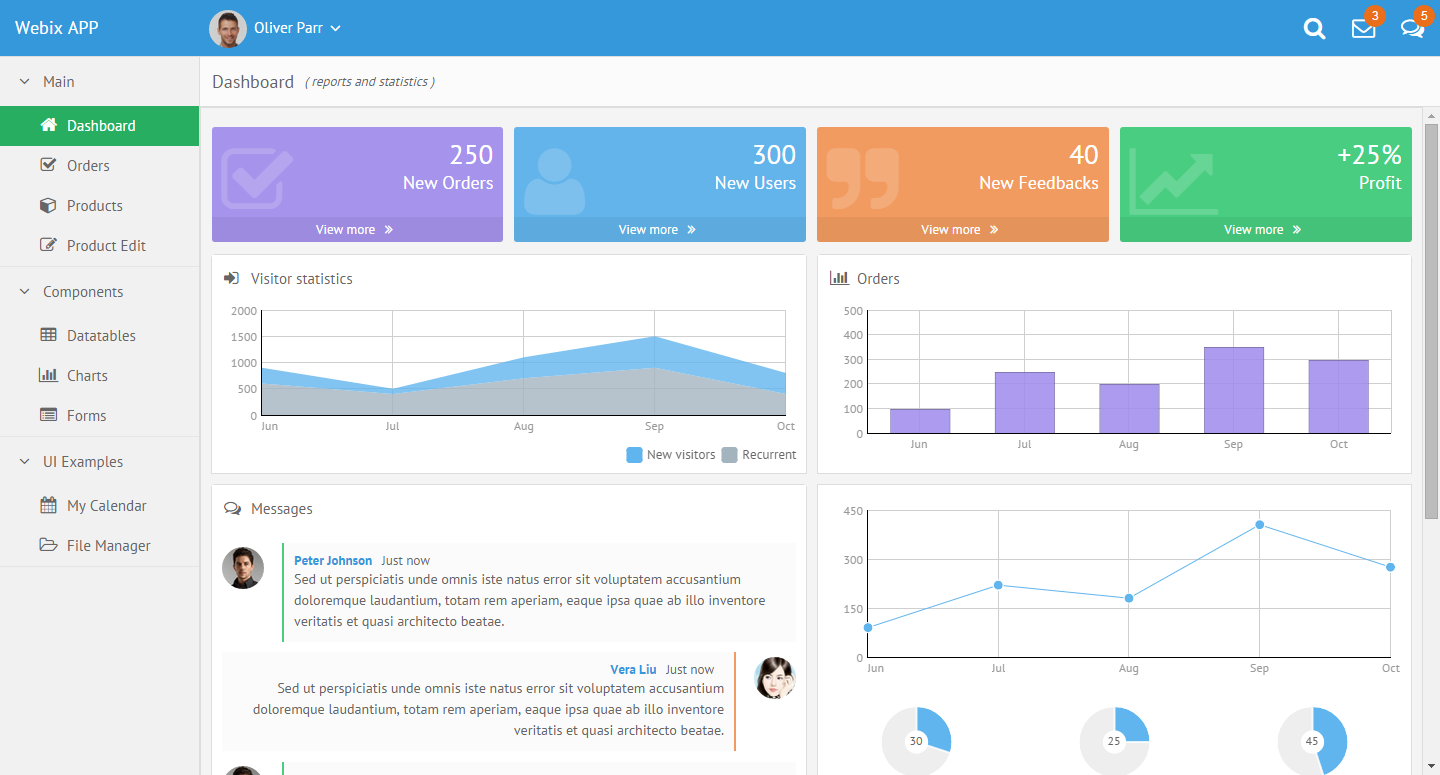 Webix APP
Oliver Parr
3
5
Main
Dashboard
Orders
Products
Product Edit
Components
Datatables
Charts
Forms
UI Examples
My Calendar
File Manager
Dashboard ( reports and statistics )
250
New Orders
View more
300
New Users
View more
40
New Feedbacks
View more
+25%
Profit
View more
Visitor statistics
2000
1500
1000
500
0
Jun Jul Aug Sep Oct
New visitors Recurrent
Orders
500
400
300
200
100
0
Jun Jul Aug Sep Oct
Messages
Peter Johnson Just now
Sed ut perspiciatis unde omnis iste natus error sit voluptatem accusantium
doloremque laudantium, totam rem aperiam, eaque ipsa quae ab illo inventore
veritatis et quasi architecto beatae.
Vera Liu Just now
Sed ut perspiciatis unde omnis iste natus error sit voluptatem accusantium
doloremque laudantium, totam rem aperiam, eaque ipsa quae ab illo inventore
veritatis et quasi architecto beatae.
450
300
150
0
Jun Jul Aug Sep Oct
30 25 45